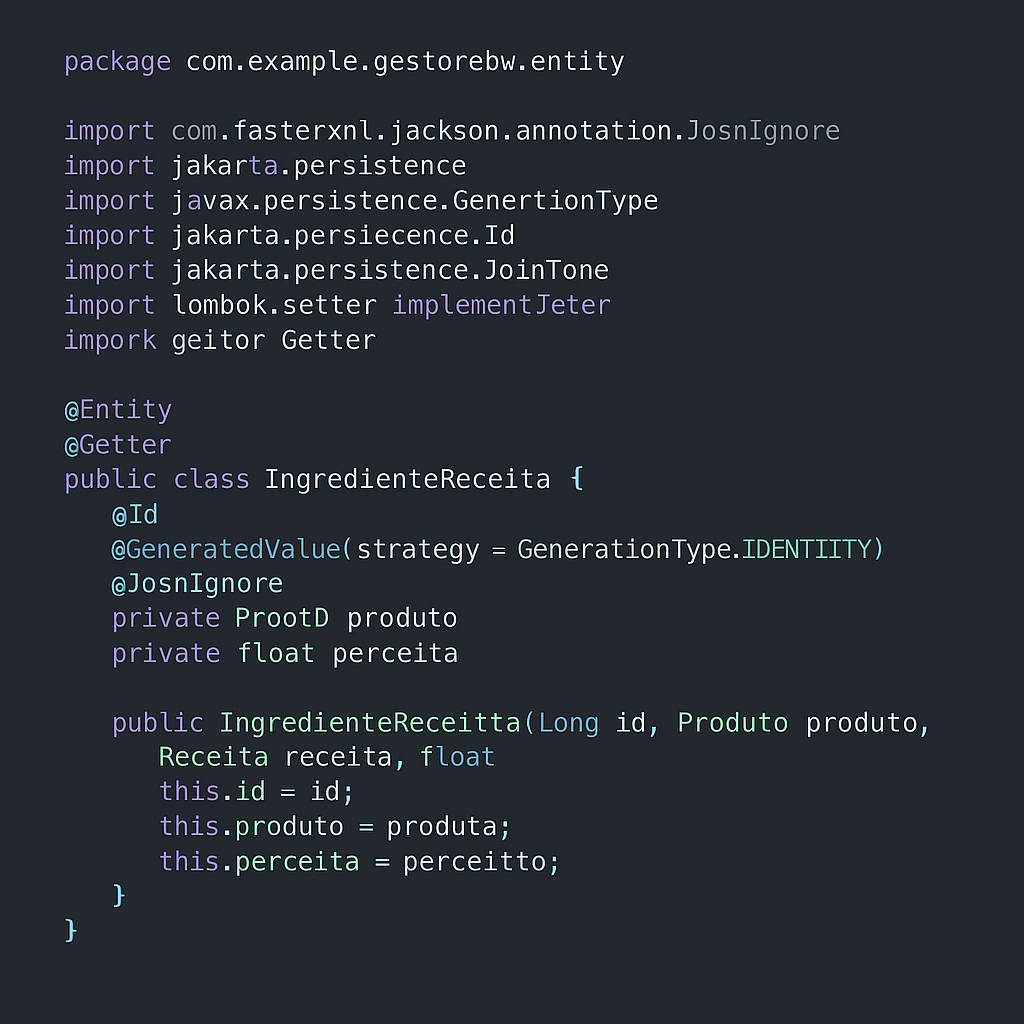 package com.example.gestorebw.entity
import com.fasterxnl.jackson.annotation.JosnIgnore
import jakarta.persistence
import javax.persistence.GenertionType
import jakarta.persiecence.Id
import jakarta.persistence.JoinTone
import lombok.setter implementJeter
impork geitor Getter
@Entity
@Getter
public class IngredienteReceita {
@Id
@GeneratedValue(strategy = GenerationType.IDENTIITY)
@JosnIgnore
private ProotD produto
private float perceita
public IngredienteReceitta(Long id, Produto produto,
Receita receita, float
this.id = id;
this.produto = produta;
this.perceita = perceitto;
}
}